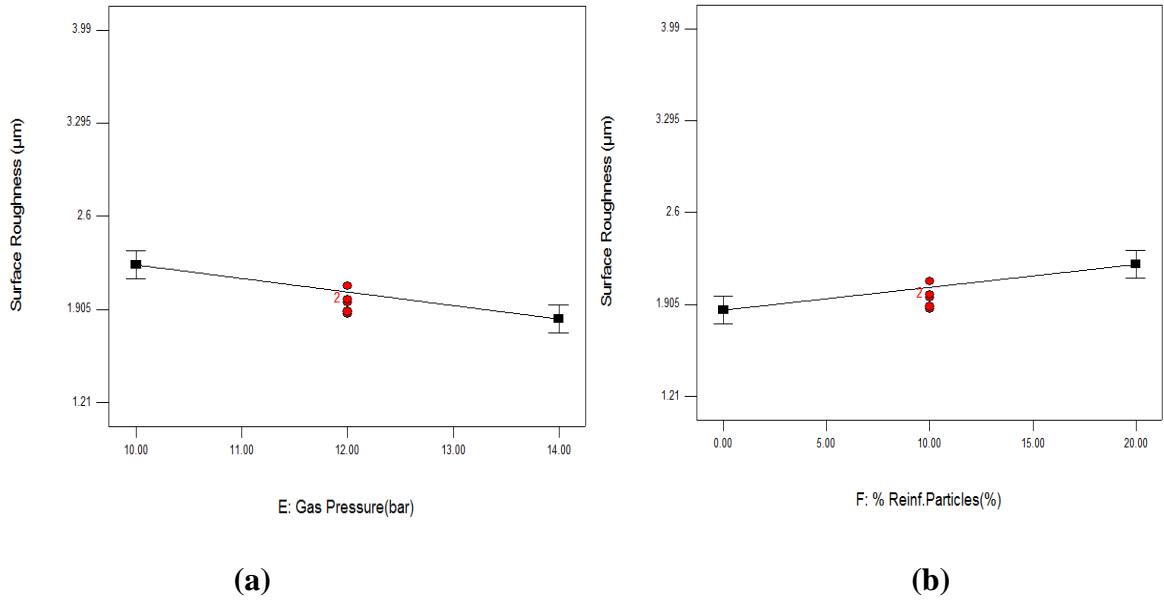 Surface Roughness (µm)
3.99
3.295
2.6
1.905
1.21
2
10.00 11.00 12.00 13.00 14.00
E: Gas Pressure(bar)
(a)
Surface Roughness (µm)
3.99
3.295
2.6
1.905
1.21
2
0.00 5.00 10.00 15.00 20.00
F: % Reinf.Particles(%)
(b)